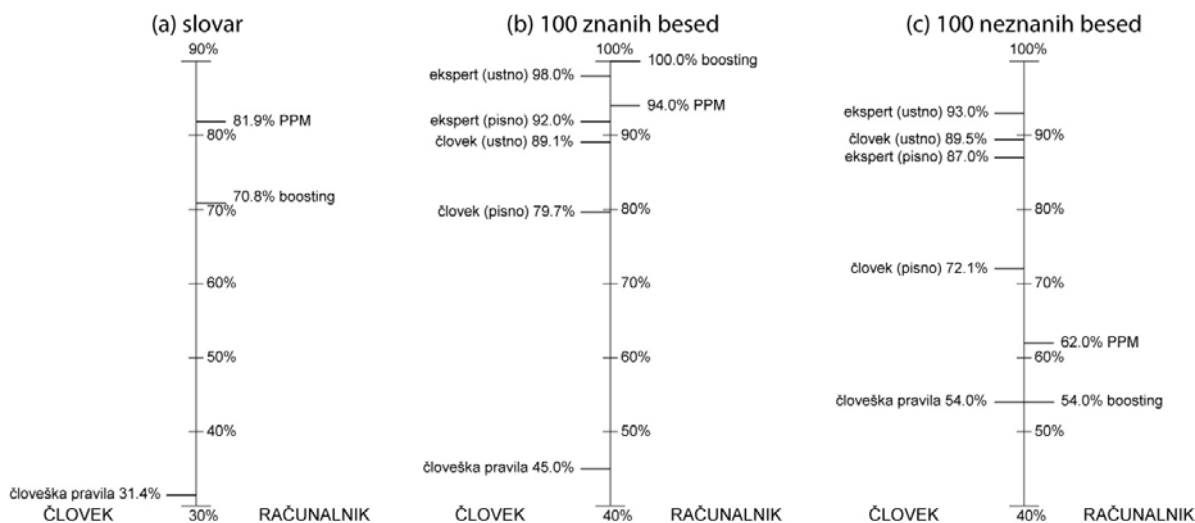 (a) slovar
90%
81.9% PPM
80%
70.8% boosting
70%
60%
50%
40%
človeška pravila 31.4%
30%
ČLOVEK
RAČUNALNIK
(b) 100 znanih besed
100%
100.0% boosting
ekspert (ustno) 98.0%
94.0% PPM
ekspert (pisno) 92.0%
90%
človek (ustno) 89.1%
80%
človek (pisno) 79.7%
70%
60%
50%
človeška pravila 45.0%
40%
ČLOVEK
RAČUNALNIK
(c) 100 neznanih besed
100%
ekspert (ustno) 93.0%
90%
človek (ustno) 89.5%
ekspert (pisno) 87.0%
80%
človek (pisno) 72.1%
70%
62.0% PPM
60%
človeška pravila 54.0%
54.0% boosting
50%
40%
ČLOVEK
RAČUNALNIK